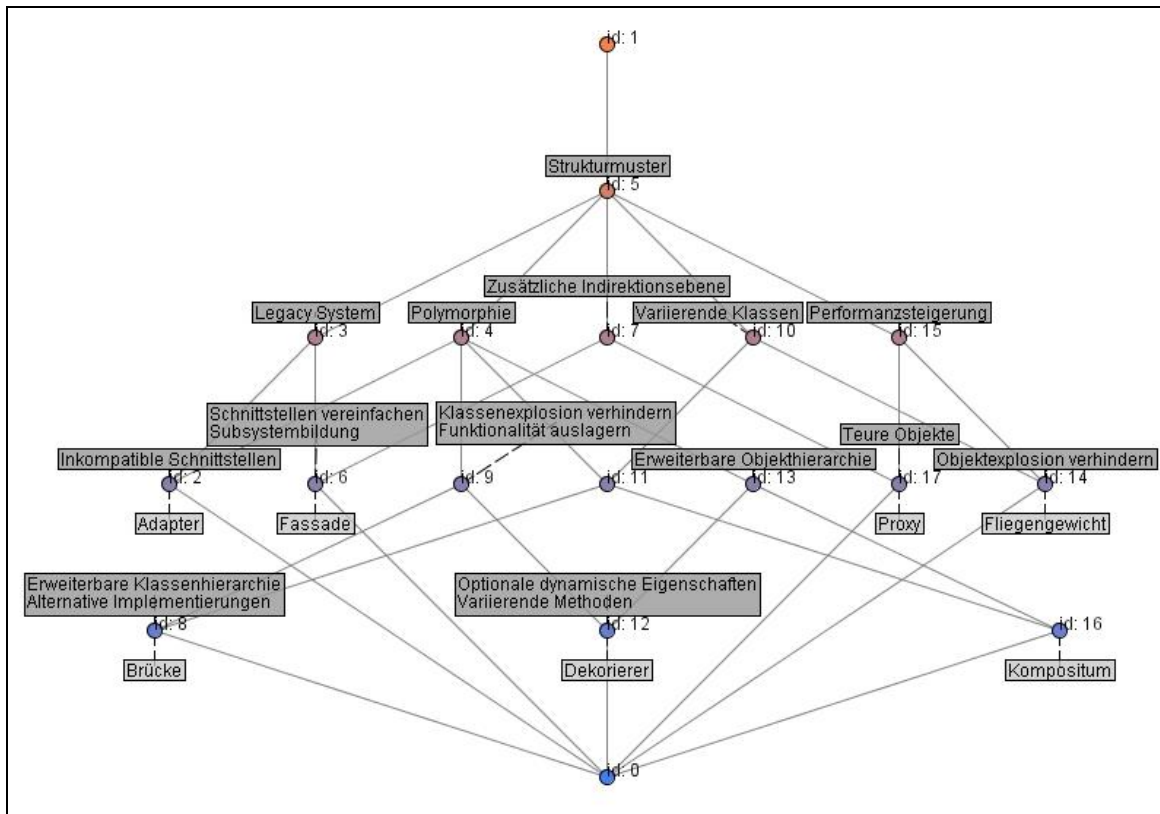 id: 1
Strukturmuster
id: 5
Zusätzliche Indirektionsebene
Legacy System
Polymorphie
Variierende Klassen
Performanzsteigerung
id: 3
id: 4
id: 7
id: 10
id: 15
Schnittstellen vereinfachen
Subsystembildung
Klassenexplosion verhindern
Funktionalität auslagern
Teure Objekte
Inkompatible Schnittstellen
Erweiterbare Objekthierarchie
Objektexplosion verhindern
id: 2
id: 6
id: 9
id: 11
id: 13
id: 17
id: 14
Adapter
Fassade
Proxy
Fliegengewicht
Erweiterbare Klassenhierarchie
Alternative Implementierungen
Optionale dynamische Eigenschaften
Variierende Methoden
id: 8
id: 12
id: 16
Brücke
Dekorierer
Kompositum
id: 0